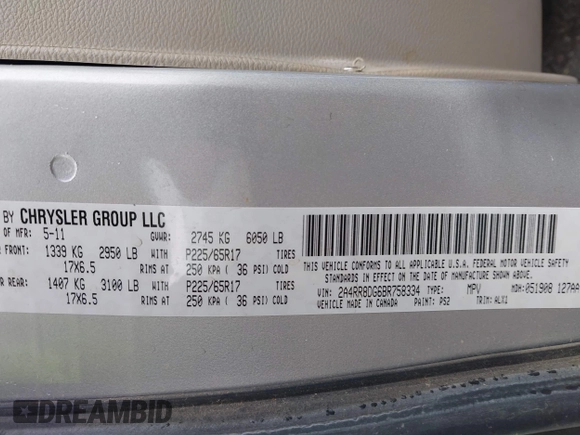 BY CHRYSLER GROUP LLC
OF MFR: 5-11 GVWR: 2745 KG 6050 LB
FRONT: 1339 KG 2950 LB WITH P225/65R17 TIRES
17X6.5 RIMS AT 250 KPA ( 36 PSI) COLD
REAR: 1407 KG 3100 LB WITH P225/65R17 TIRES
17X6.5 RIMS AT 250 KPA ( 36 PSI) COLD
THIS VEHICLE CONFORMS TO ALL APPLICABLE U.S.A. FEDERAL MOTOR VEHICLE SAFETY
STANDARDS IN EFFECT ON THE DATE OF MANUFACTURE SHOWN ABOVE.
VIN: 2A4RR8DG6BR758334 TYPE: MPV MDH: 051908 127AA
VEHICLE MADE IN CANADA PAINT: PS2 TRIM: ALX1
DREAMBID